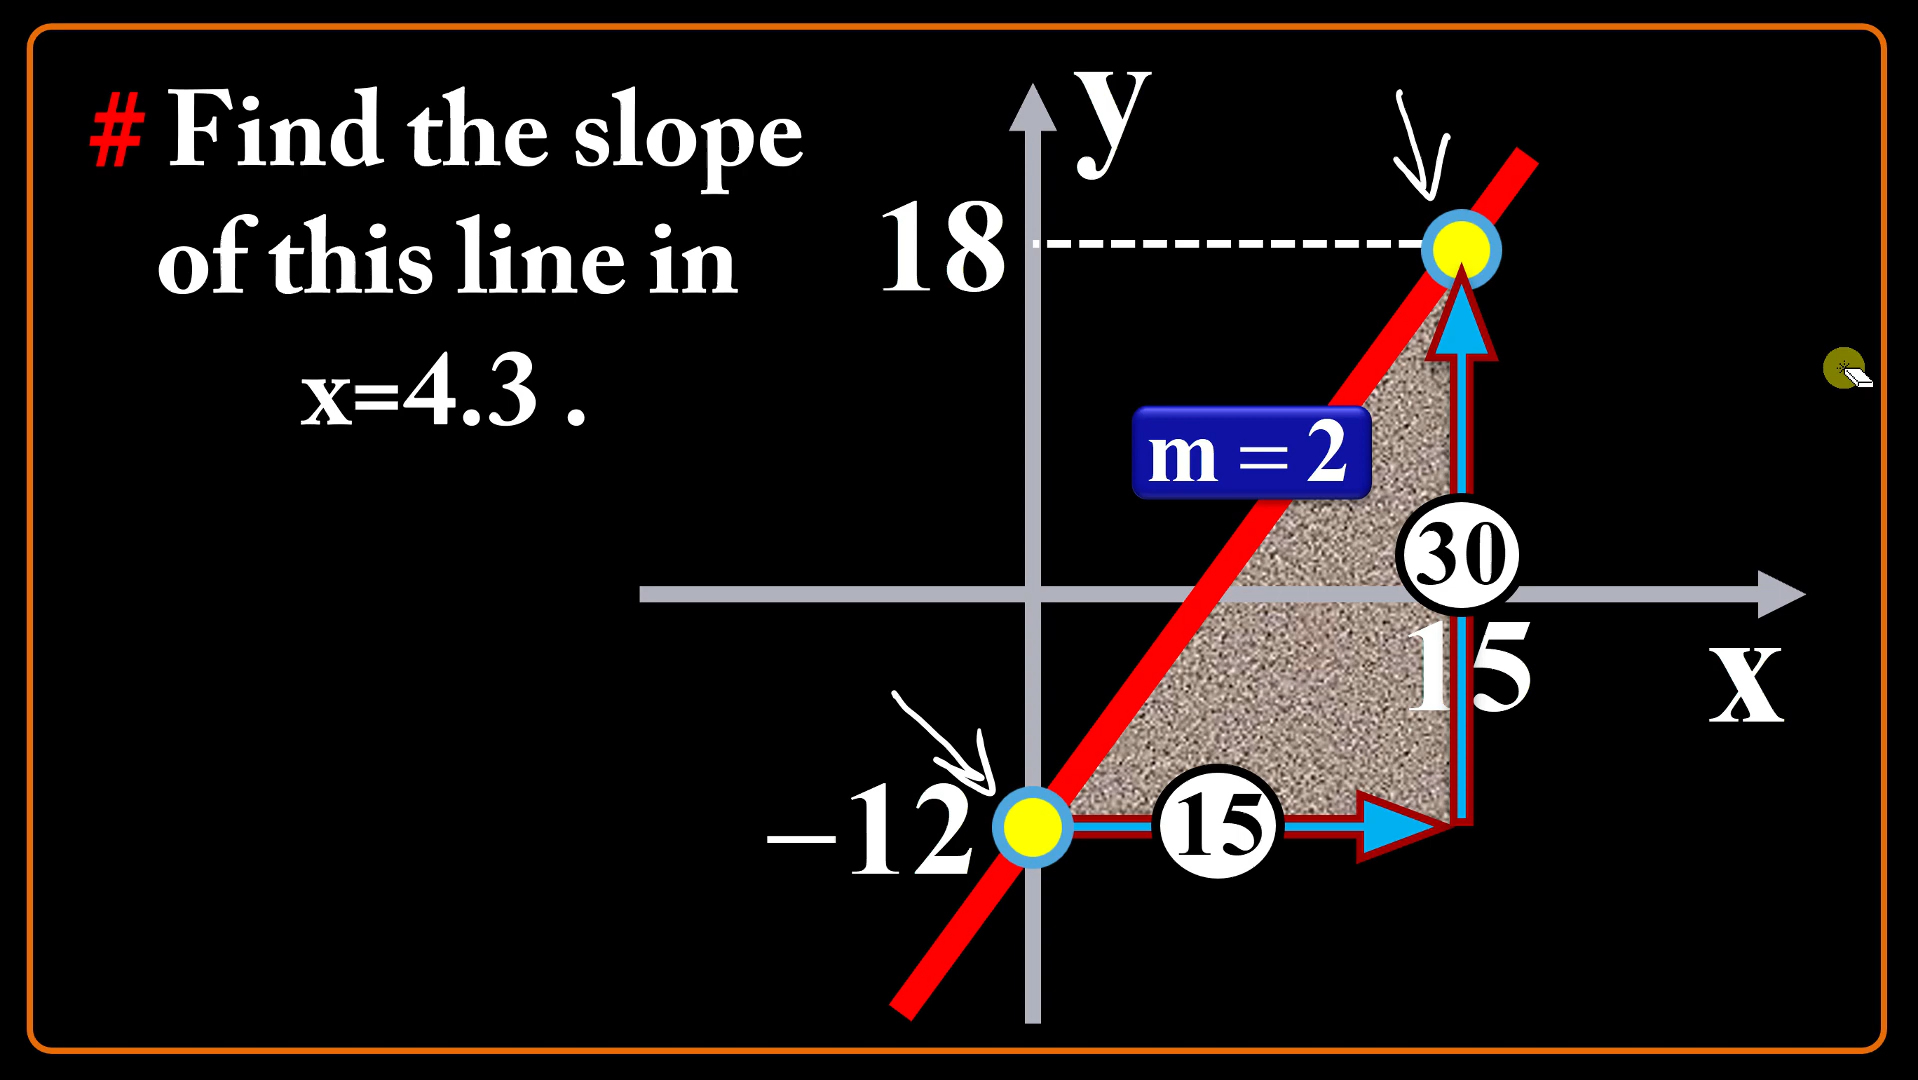 # Find the slope
of this line in
x=4.3 .
y
18
m = 2
30
15
x
−12
15